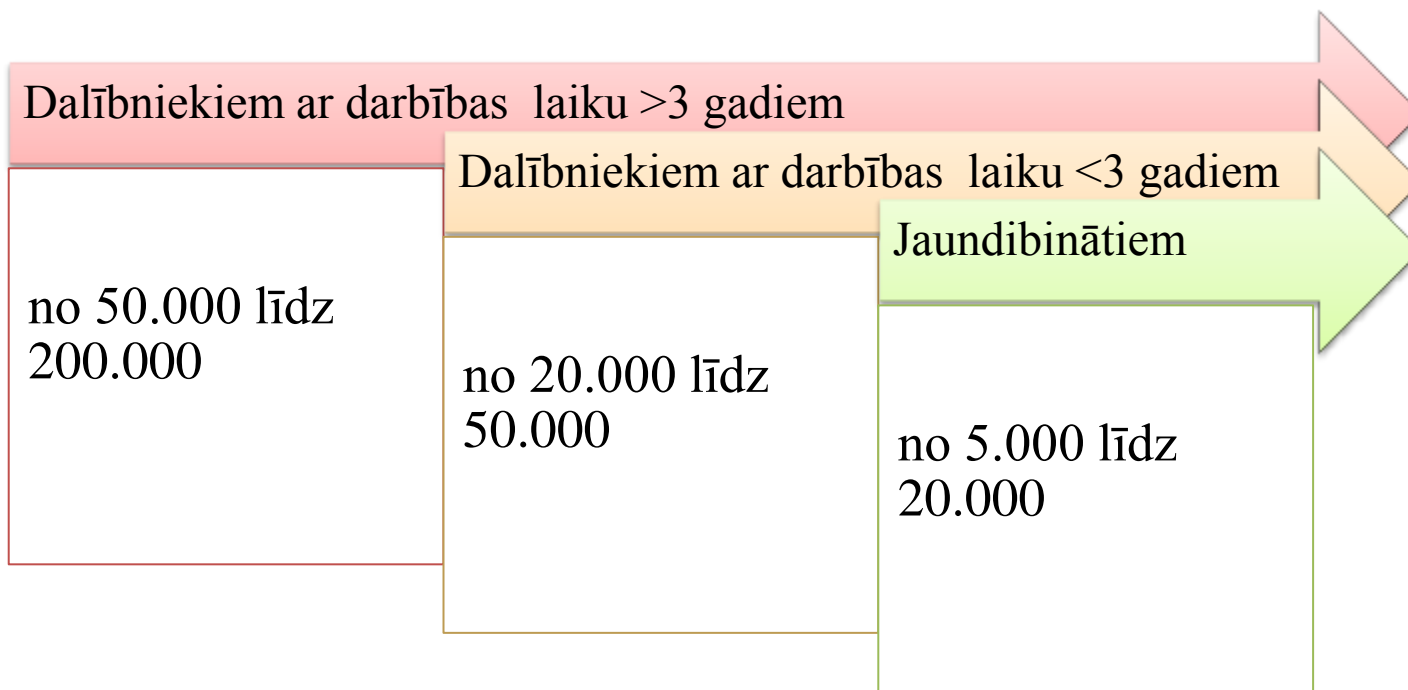 Dalībniekiem ar darbības  laiku >3 gadiem
no 50.000 līdz
200.000
Dalībniekiem ar darbības  laiku <3 gadiem
no 20.000 līdz
50.000
Jaundibinātiem
no 5.000 līdz
20.000